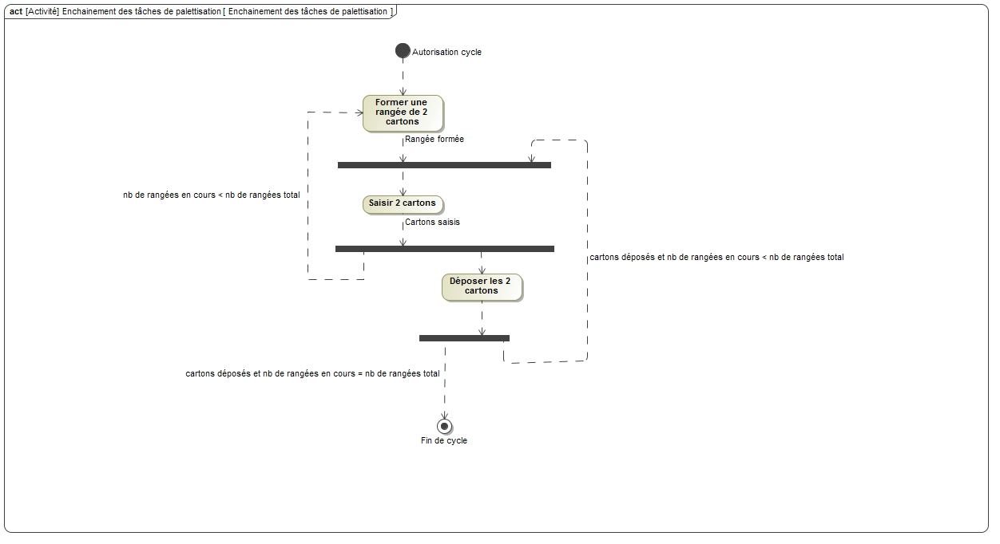 act [Activité] Enchainement des tâches de palettisation [ Enchainement des tâches de palettisation ]
Autorisation cycle
Former une
rangée de 2
cartons
Rangée formée
nb de rangées en cours < nb de rangées total
Saisir 2 cartons
Cartons saisis
cartons déposés et nb de rangées en cours < nb de rangées total
Déposer les 2
cartons
cartons déposés et nb de rangées en cours = nb de rangées total
Fin de cycle